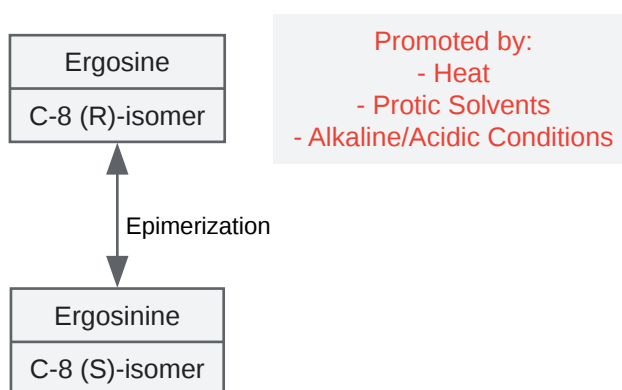 Ergosine
C-8 (R)-isomer
Promoted by:
- Heat
- Protic Solvents
- Alkaline/Acidic Conditions
Epimerization
Ergosinine
C-8 (S)-isomer